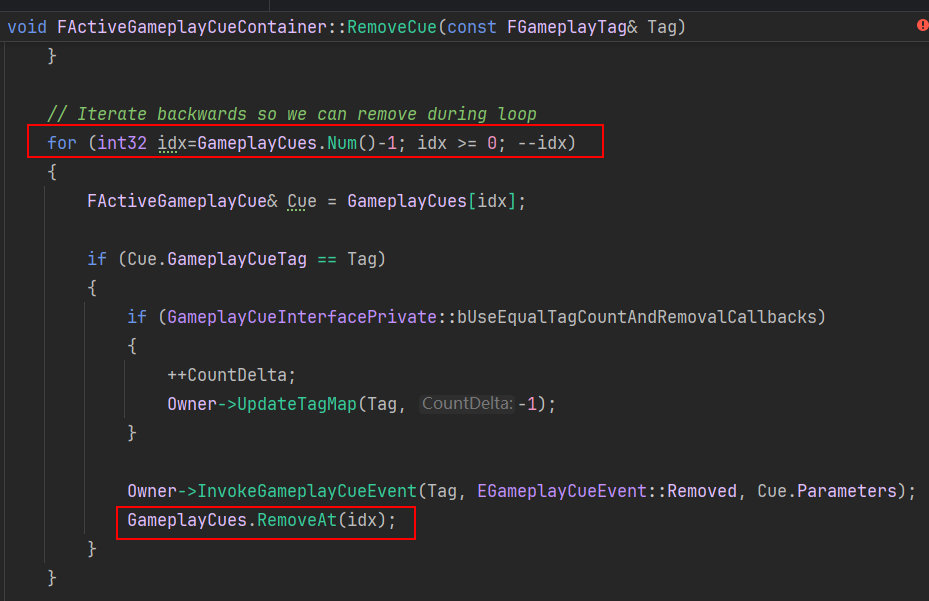 void FActiveGameplayCueContainer::RemoveCue(const FGameplayTag& Tag)
}
// Iterate backwards so we can remove during loop
for (int32 idx=GameplayCues.Num()-1; idx >= 0; --idx)
{
FActiveGameplayCue& Cue = GameplayCues[idx];
if (Cue.GameplayCueTag == Tag)
{
if (GameplayCueInterfacePrivate::bUseEqualTagCountAndRemovalCallbacks)
{
++CountDelta;
Owner->UpdateTagMap(Tag, CountDelta:-1);
}
Owner->InvokeGameplayCueEvent(Tag, EGameplayCueEvent::Removed, Cue.Parameters);
GameplayCues.RemoveAt(idx);
}
}